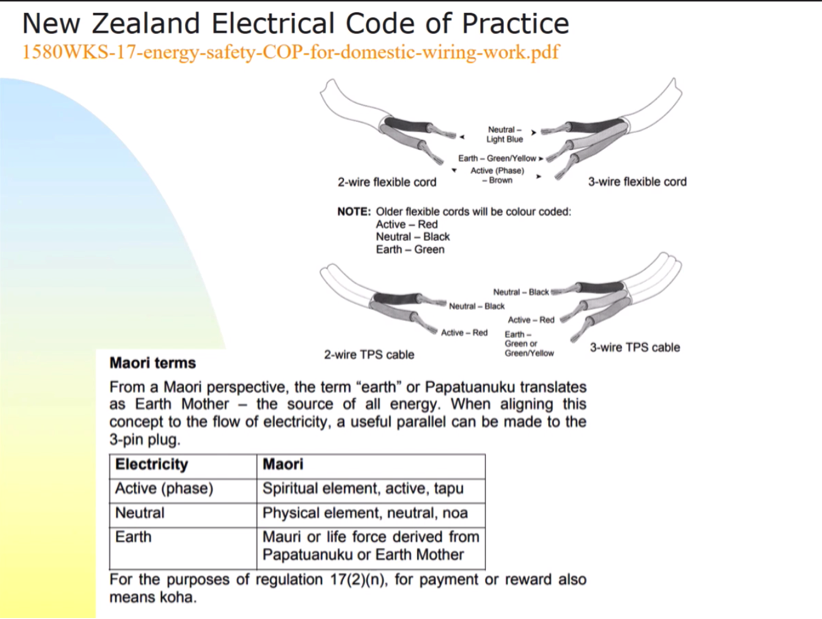 New Zealand Electrical Code of Practice
1580WKS-17-energy-safety-COP-for-domestic-wiring-work.pdf
Neutral –
Light Blue
Earth – Green/Yellow
Active (Phase)
– Brown
2-wire flexible cord
3-wire flexible cord
NOTE: Older flexible cords will be colour coded:
Active – Red
Neutral – Black
Earth – Green
Neutral – Black
Neutral – Black
Active – Red
Active – Red
Earth –
Green or
Green/Yellow
2-wire TPS cable
3-wire TPS cable
Maori terms
From a Maori perspective, the term “earth” or Papatuanuku translates
as Earth Mother – the source of all energy. When aligning this
concept to the flow of electricity, a useful parallel can be made to the
3-pin plug.
Electricity Maori
Active (phase) Spiritual element, active, tapu
Neutral Physical element, neutral, noa
Earth Mauri or life force derived from
Papatuanuku or Earth Mother
For the purposes of regulation 17(2)(n), for payment or reward also
means koha.